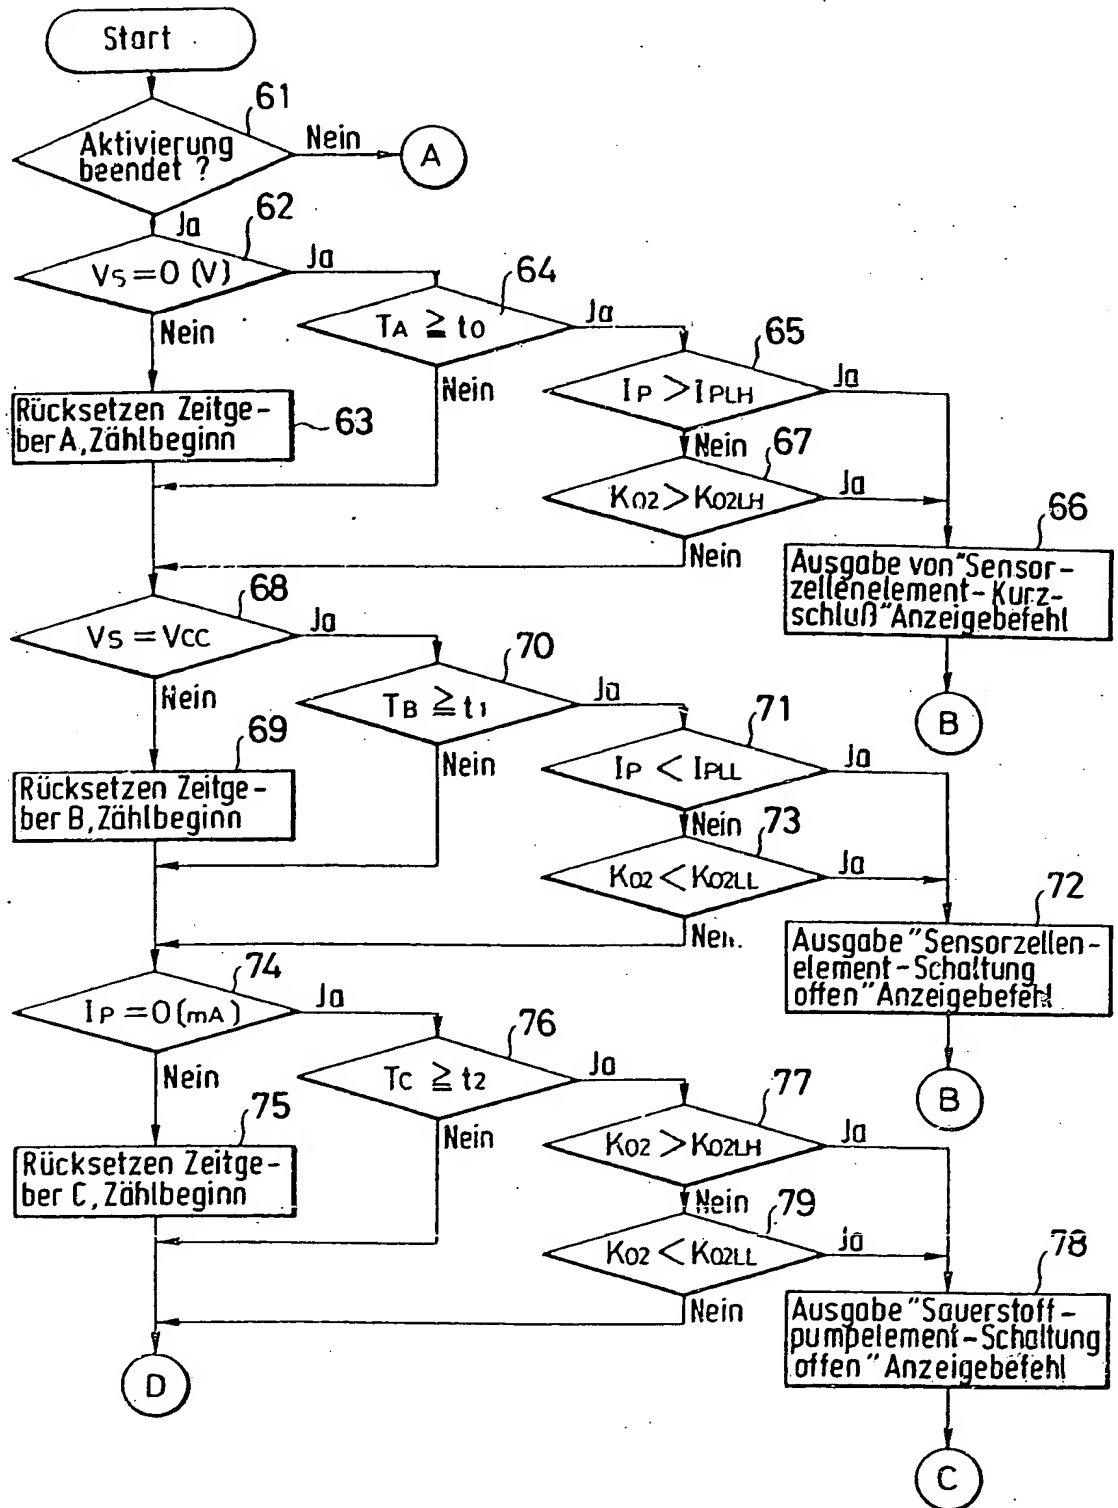 Start
61
Aktivierung
beendet ?
Nein
A
Ja
62
VS = 0 (V)
Ja
64
TA ≧ t0
Ja
65
IP > IPLH
Ja
Nein
Nein
Rücksetzen Zeitge-
ber A, Zählbeginn
63
Nein
67
KO2 > KO2LH
Ja
66
Nein
Ausgabe von "Sensor-
zellenelement-Kurz-
schluß" Anzeigebefehl
B
68
VS = VCC
Ja
70
TB ≧ t1
Ja
71
IP < IPLL
Ja
Nein
69
Nein
Rücksetzen Zeitge-
ber B, Zählbeginn
Nein
73
KO2 < KO2LL
Ja
72
Ausgabe "Sensorzellen-
element-Schaltung
offen" Anzeigebefehl
B
74
IP = 0 (mA)
Ja
76
TC ≧ t2
Ja
77
KO2 > KO2LH
Ja
Nein
75
Nein
Rücksetzen Zeitge-
ber C, Zählbeginn
Nein
79
KO2 < KO2LL
Ja
78
Nein
Ausgabe "Sauerstoff-
pumpelement-Schaltung
offen" Anzeigebefehl
D
C